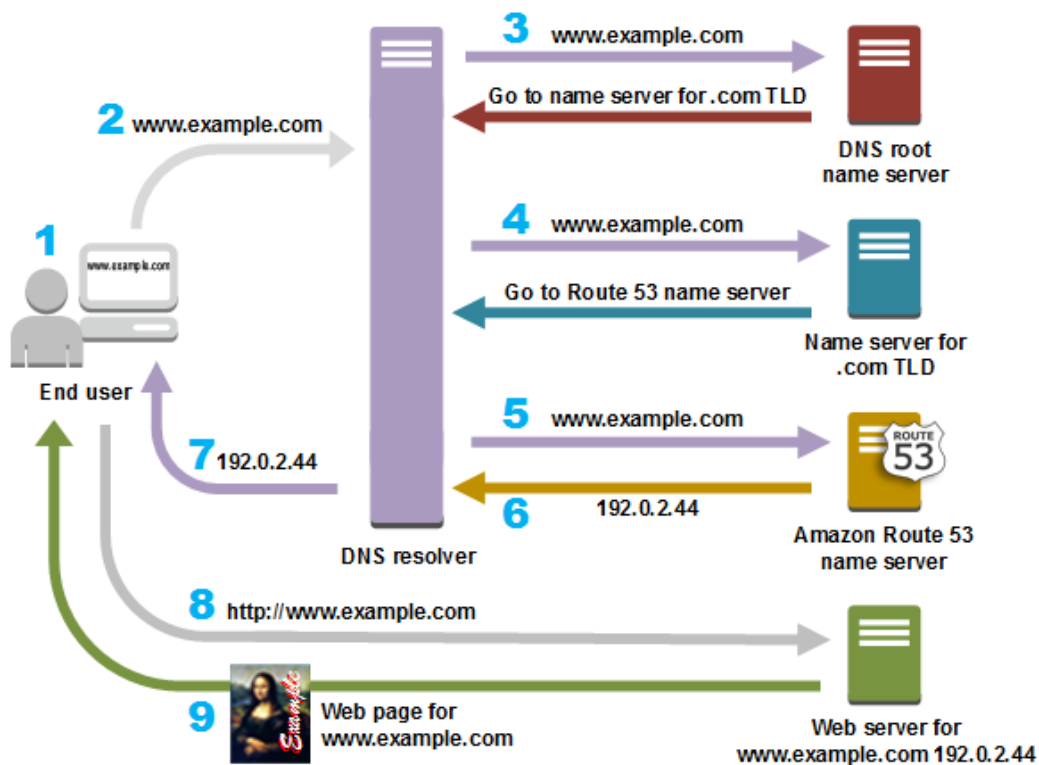 3 www.example.com
Go to name server for .com TLD
DNS root
name server
2 www.example.com
4 www.example.com
Go to Route 53 name server
Name server for
.com TLD
1
www.example.com
End user
5 www.example.com
ROUTE
53
6 192.0.2.44
Amazon Route 53
name server
7 192.0.2.44
DNS resolver
8 http://www.example.com
9
Example
Web page for
www.example.com
Web server for
www.example.com 192.0.2.44